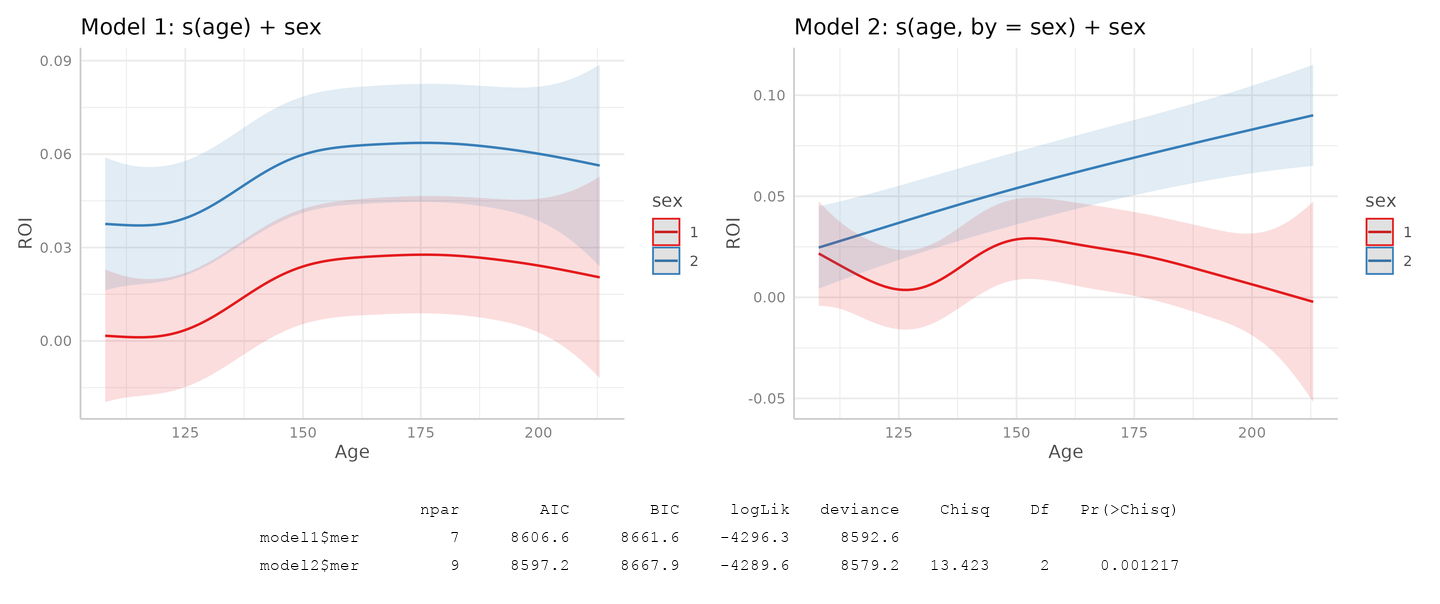 Model 1: s(age) + sex
0.09
0.06
0.03
0.00
ROI
125 150 175 200
Age
sex
1
2
Model 2: s(age, by = sex) + sex
0.10
0.05
0.00
-0.05
ROI
125 150 175 200
Age
sex
1
2
npar AIC BIC logLik deviance Chisq Df Pr(>Chisq)
model1$mer 7 8606.6 8661.6 -4296.3 8592.6
model2$mer 9 8597.2 8667.9 -4289.6 8579.2 13.423 2 0.001217